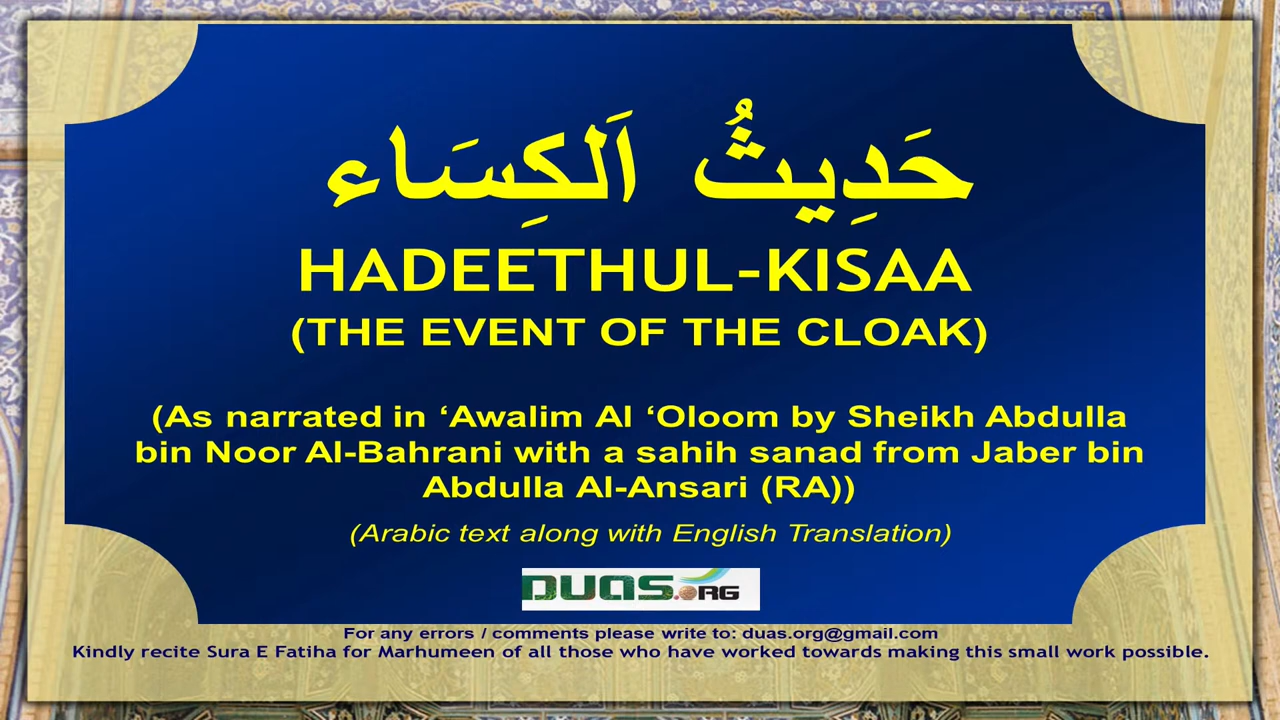 حَدِيثُ اَلكِسَاء
HADEETHUL-KISAA
(THE EVENT OF THE CLOAK)
(As narrated in ‘Awalim Al ‘Oloom by Sheikh Abdulla
bin Noor Al-Bahrani with a sahih sanad from Jaber bin
Abdulla Al-Ansari (RA))
(Arabic text along with English Translation)
DUAS.ORG
For any errors / comments please write to: duas.org@gmail.com
Kindly recite Sura E Fatiha for Marhumeen of all those who have worked towards making this small work possible.